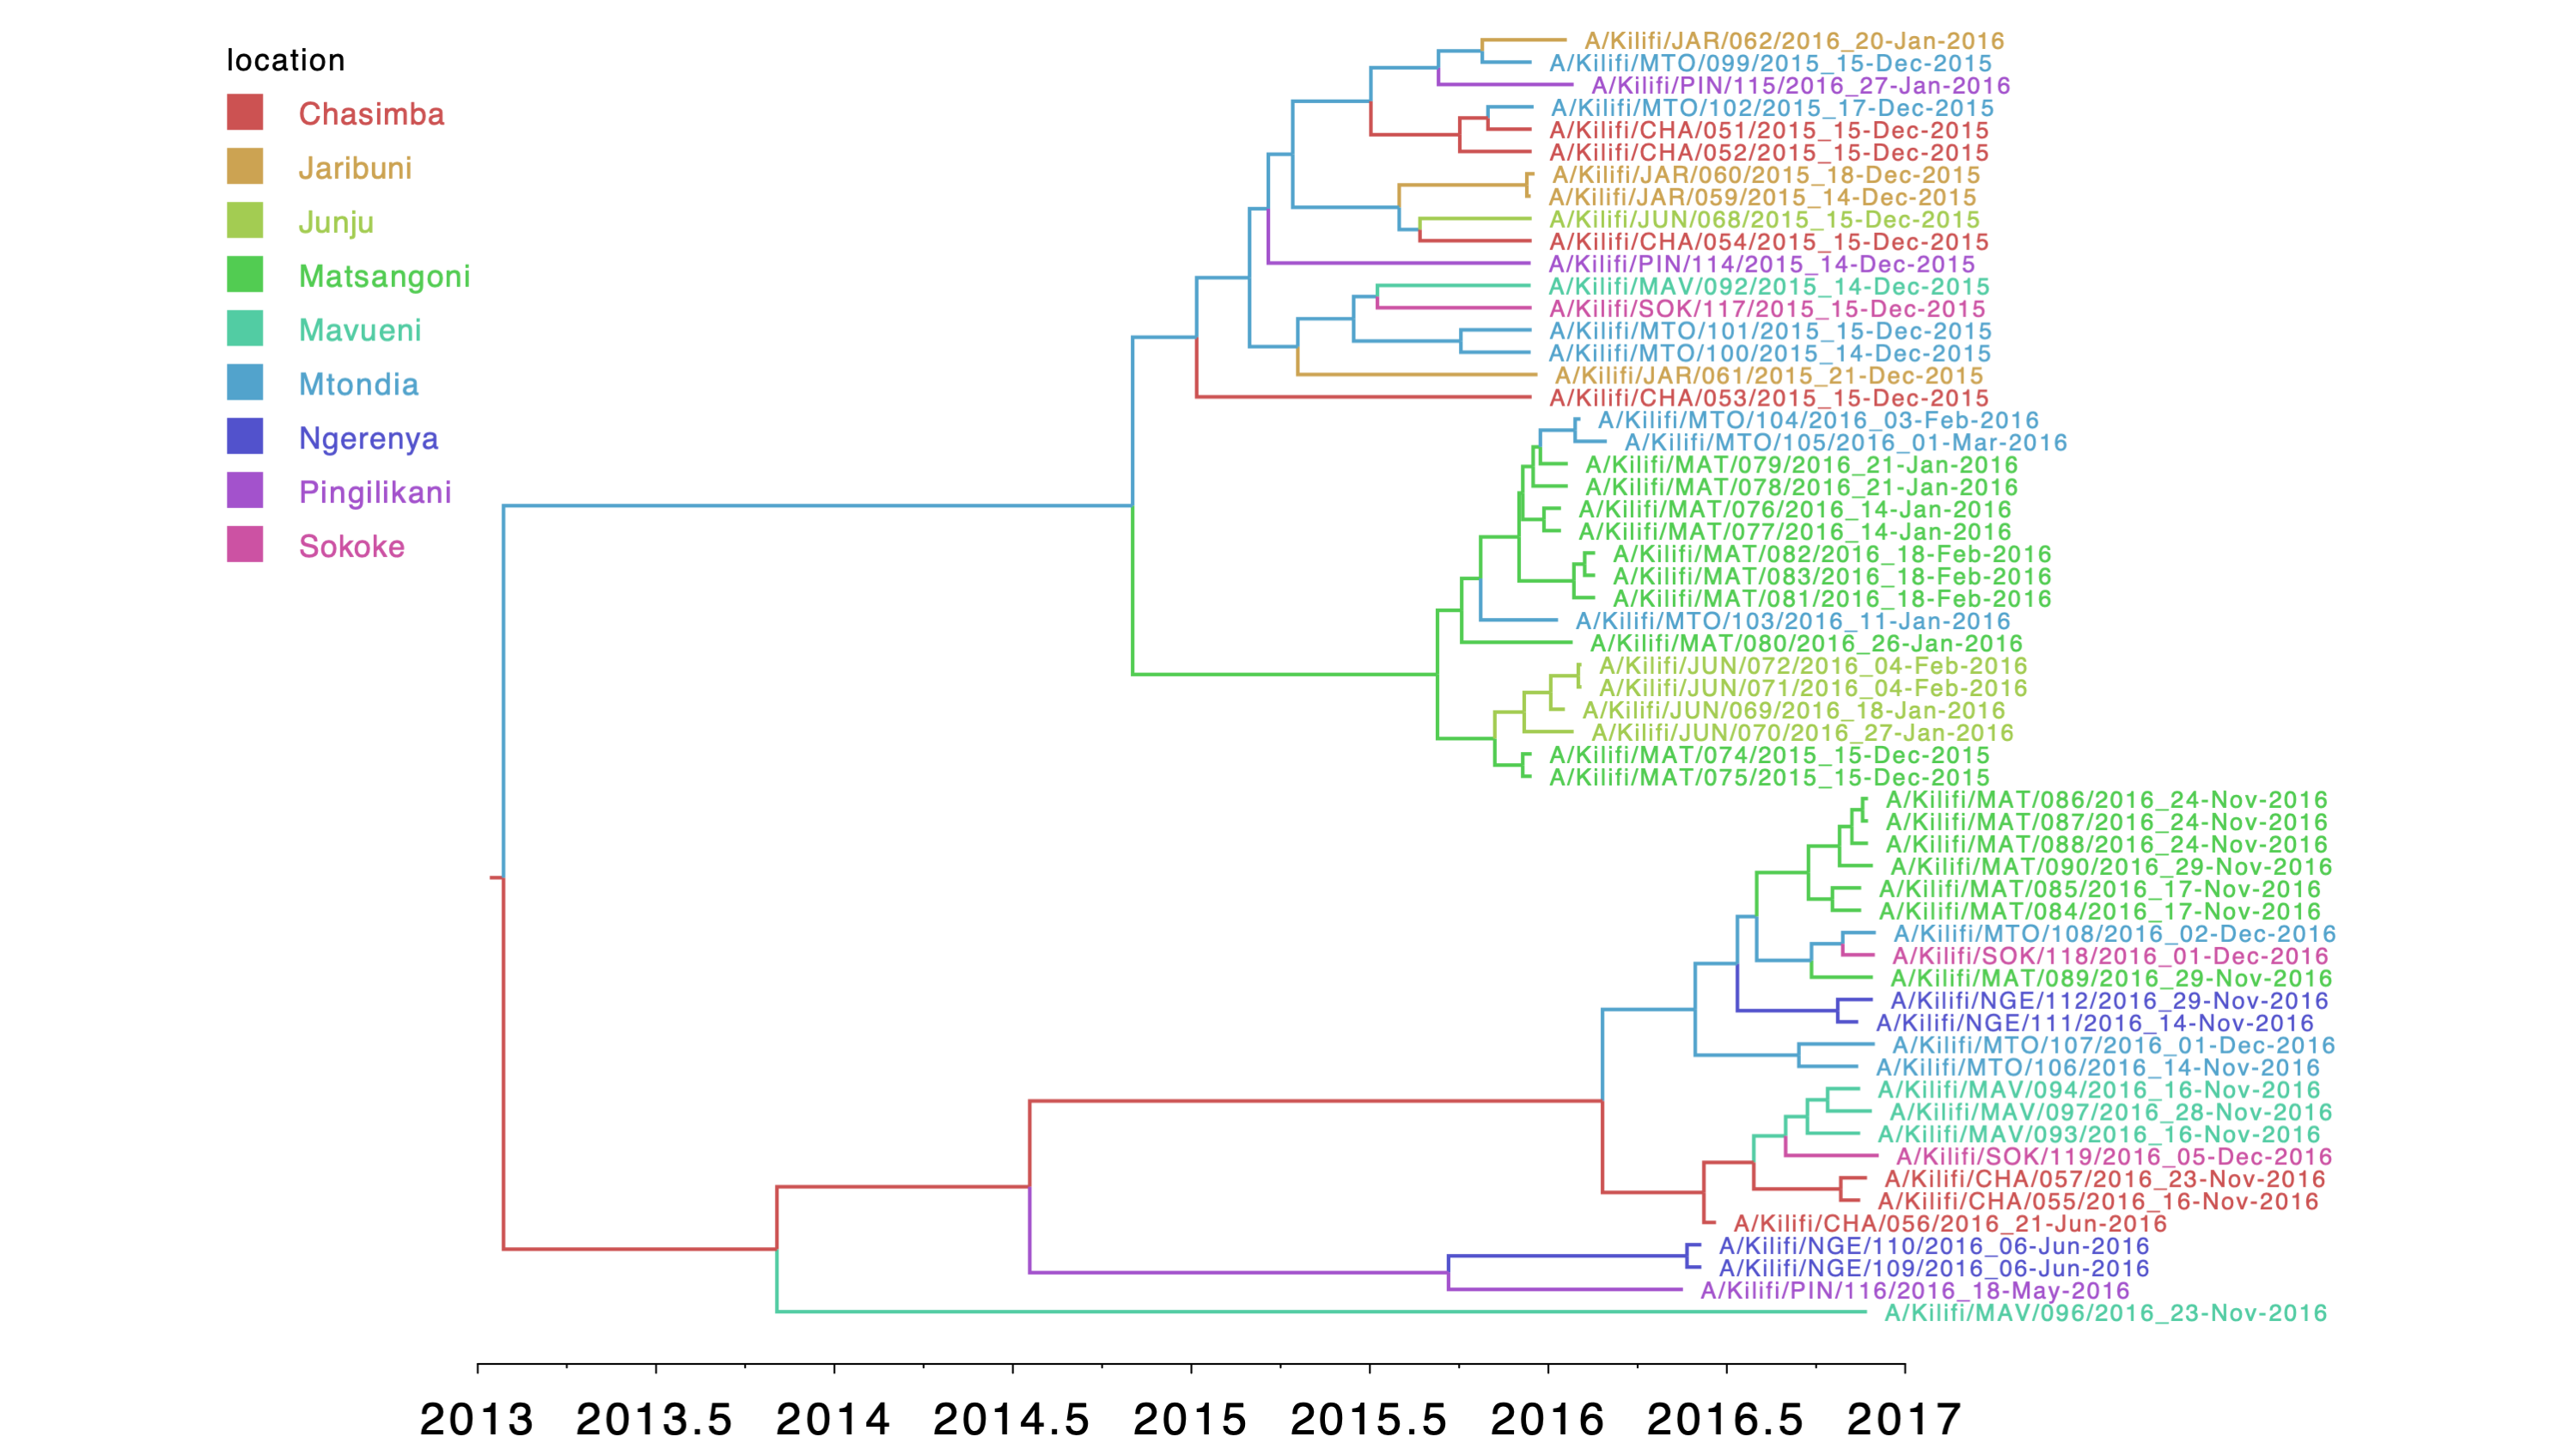 location
Chasimba
Jaribuni
Junju
Matsangoni
Mavueni
Mtondia
Ngerenya
Pingilikani
Sokoke
A/Kilifi/JAR/062/2016_20-Jan-2016
A/Kilifi/MTO/099/2015_15-Dec-2015
A/Kilifi/PIN/115/2016_27-Jan-2016
A/Kilifi/MTO/102/2015_17-Dec-2015
A/Kilifi/CHA/051/2015_15-Dec-2015
A/Kilifi/CHA/052/2015_15-Dec-2015
A/Kilifi/JAR/060/2015_18-Dec-2015
A/Kilifi/JAR/059/2015_14-Dec-2015
A/Kilifi/JUN/068/2015_15-Dec-2015
A/Kilifi/CHA/054/2015_15-Dec-2015
A/Kilifi/PIN/114/2015_14-Dec-2015
A/Kilifi/MAV/092/2015_14-Dec-2015
A/Kilifi/SOK/117/2015_15-Dec-2015
A/Kilifi/MTO/101/2015_15-Dec-2015
A/Kilifi/MTO/100/2015_14-Dec-2015
A/Kilifi/JAR/061/2015_21-Dec-2015
A/Kilifi/CHA/053/2015_15-Dec-2015
A/Kilifi/MTO/104/2016_03-Feb-2016
A/Kilifi/MTO/105/2016_01-Mar-2016
A/Kilifi/MAT/079/2016_21-Jan-2016
A/Kilifi/MAT/078/2016_21-Jan-2016
A/Kilifi/MAT/076/2016_14-Jan-2016
A/Kilifi/MAT/077/2016_14-Jan-2016
A/Kilifi/MAT/082/2016_18-Feb-2016
A/Kilifi/MAT/083/2016_18-Feb-2016
A/Kilifi/MAT/081/2016_18-Feb-2016
A/Kilifi/MTO/103/2016_11-Jan-2016
A/Kilifi/MAT/080/2016_26-Jan-2016
A/Kilifi/JUN/072/2016_04-Feb-2016
A/Kilifi/JUN/071/2016_04-Feb-2016
A/Kilifi/JUN/069/2016_18-Jan-2016
A/Kilifi/JUN/070/2016_27-Jan-2016
A/Kilifi/MAT/074/2015_15-Dec-2015
A/Kilifi/MAT/075/2015_15-Dec-2015
A/Kilifi/MAT/086/2016_24-Nov-2016
A/Kilifi/MAT/087/2016_24-Nov-2016
A/Kilifi/MAT/088/2016_24-Nov-2016
A/Kilifi/MAT/090/2016_29-Nov-2016
A/Kilifi/MAT/085/2016_17-Nov-2016
A/Kilifi/MAT/084/2016_17-Nov-2016
A/Kilifi/MTO/108/2016_02-Dec-2016
A/Kilifi/SOK/118/2016_01-Dec-2016
A/Kilifi/MAT/089/2016_29-Nov-2016
A/Kilifi/NGE/112/2016_29-Nov-2016
A/Kilifi/NGE/111/2016_14-Nov-2016
A/Kilifi/MTO/107/2016_01-Dec-2016
A/Kilifi/MTO/106/2016_14-Nov-2016
A/Kilifi/MAV/094/2016_16-Nov-2016
A/Kilifi/MAV/097/2016_28-Nov-2016
A/Kilifi/MAV/093/2016_16-Nov-2016
A/Kilifi/SOK/119/2016_05-Dec-2016
A/Kilifi/CHA/057/2016_23-Nov-2016
A/Kilifi/CHA/055/2016_16-Nov-2016
A/Kilifi/CHA/056/2016_21-Jun-2016
A/Kilifi/NGE/110/2016_06-Jun-2016
A/Kilifi/NGE/109/2016_06-Jun-2016
A/Kilifi/PIN/116/2016_18-May-2016
A/Kilifi/MAV/096/2016_23-Nov-2016
2013 2013.5 2014 2014.5 2015 2015.5 2016 2016.5 2017